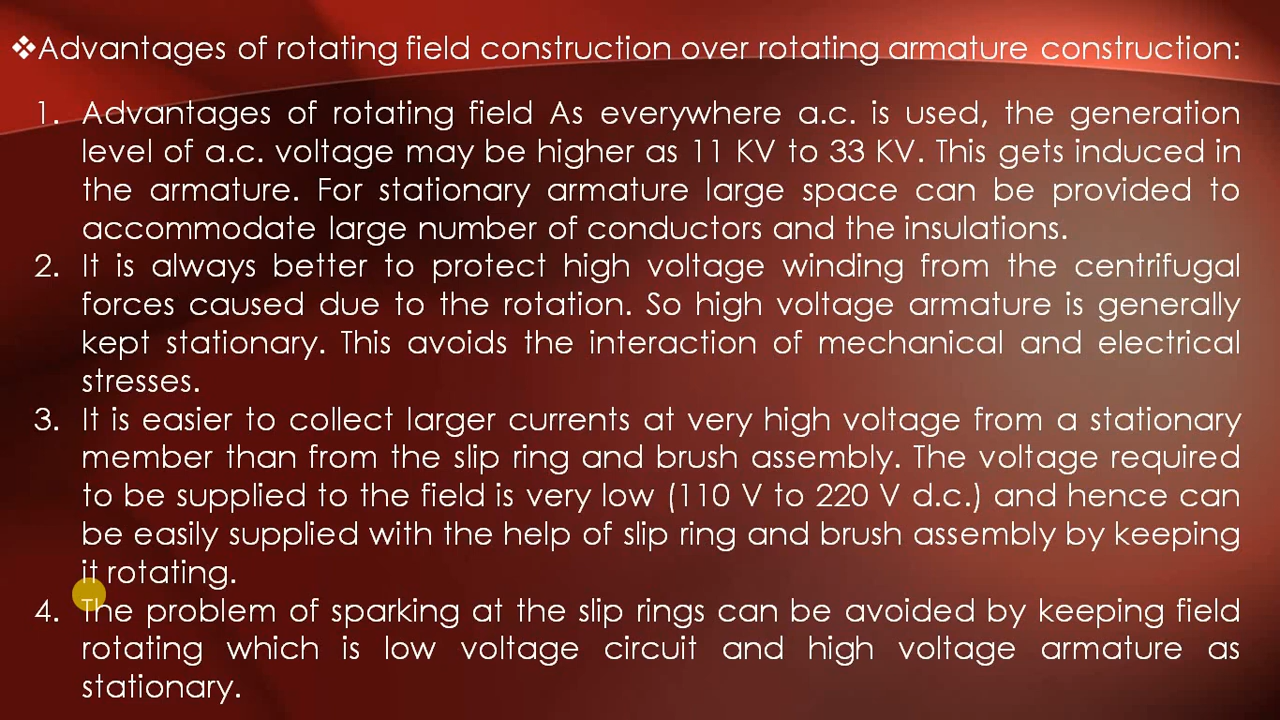 ❖Advantages of rotating field construction over rotating armature construction:
1. Advantages of rotating field As everywhere a.c. is used, the generation
level of a.c. voltage may be higher as 11 KV to 33 KV. This gets induced in
the armature. For stationary armature large space can be provided to
accommodate large number of conductors and the insulations.
2. It is always better to protect high voltage winding from the centrifugal
forces caused due to the rotation. So high voltage armature is generally
kept stationary. This avoids the interaction of mechanical and electrical
stresses.
3. It is easier to collect larger currents at very high voltage from a stationary
member than from the slip ring and brush assembly. The voltage required
to be supplied to the field is very low (110 V to 220 V d.c.) and hence can
be easily supplied with the help of slip ring and brush assembly by keeping
it rotating.
4. The problem of sparking at the slip rings can be avoided by keeping field
rotating which is low voltage circuit and high voltage armature as
stationary.